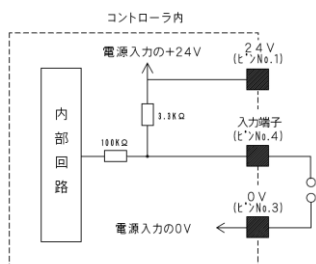 コントローラ内
電源入力の+24V
24V
(ﾋﾟﾝNo.1)
3.3KΩ
入力端子
(ﾋﾟﾝNo.4)
100KΩ
内部回路
0V
(ﾋﾟﾝNo.3)
電源入力の0V